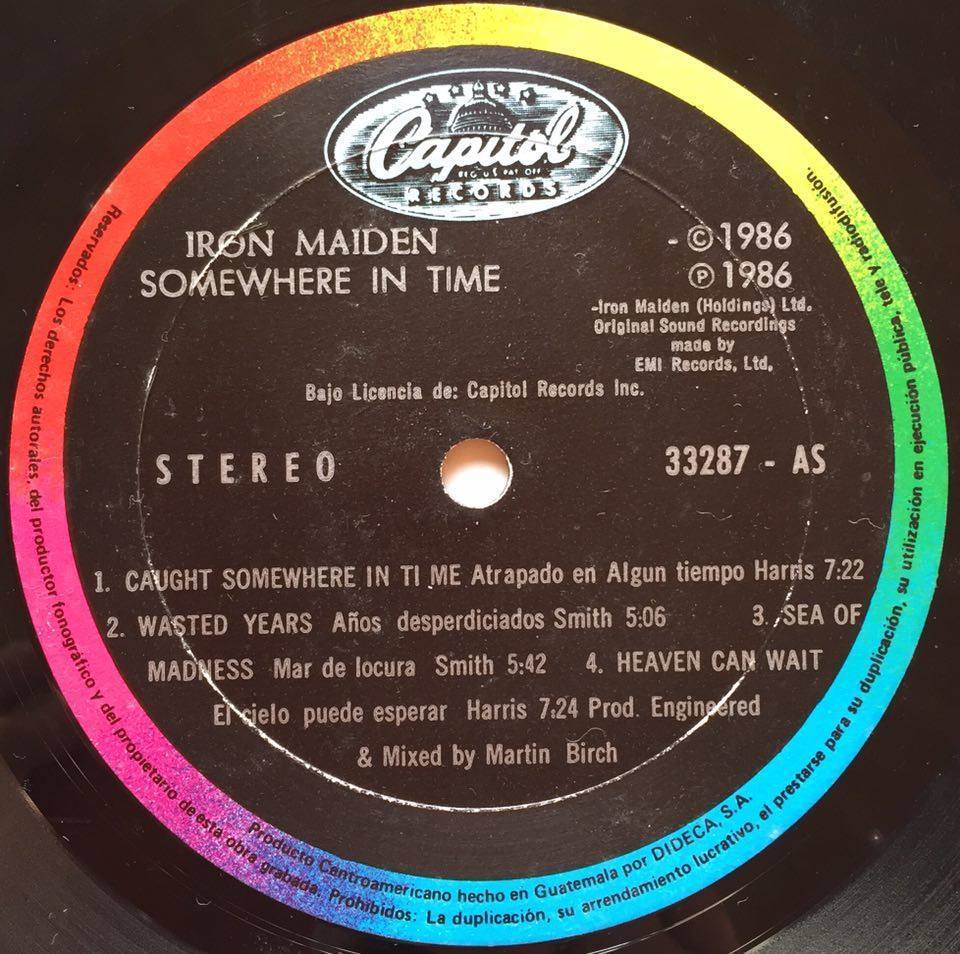 Capitol
REG. U.S. PAT. OFF.
RECORDS
IRON MAIDEN
SOMEWHERE IN TIME
- © 1986
℗ 1986
-Iron Maiden (Holdings) Ltd.
Original Sound Recordings
made by
EMI Records, Ltd,
Bajo Licencia de: Capitol Records Inc.
STEREO
33287 - AS
1. CAUGHT SOMEWHERE IN TI ME Atrapado en Algun tiempo Harris 7:22
2. WASTED YEARS Años desperdiciados Smith 5:06 3. SEA OF
MADNESS Mar de locura Smith 5:42 4. HEAVEN CAN WAIT
El cielo puede esperar Harris 7:24 Prod. Engineered
& Mixed by Martin Birch
Producto Centroamericano hecho en Guatemala por DIDECA, S.A.
Reservados: Los derechos autorales, del productor fonográfico y del propietario de esta obra grabada. Prohibidos: La duplicación, su arrendamiento lucrativo, el prestarse para su duplicación, su utilización en ejecución pública, tele y radiodifusión.